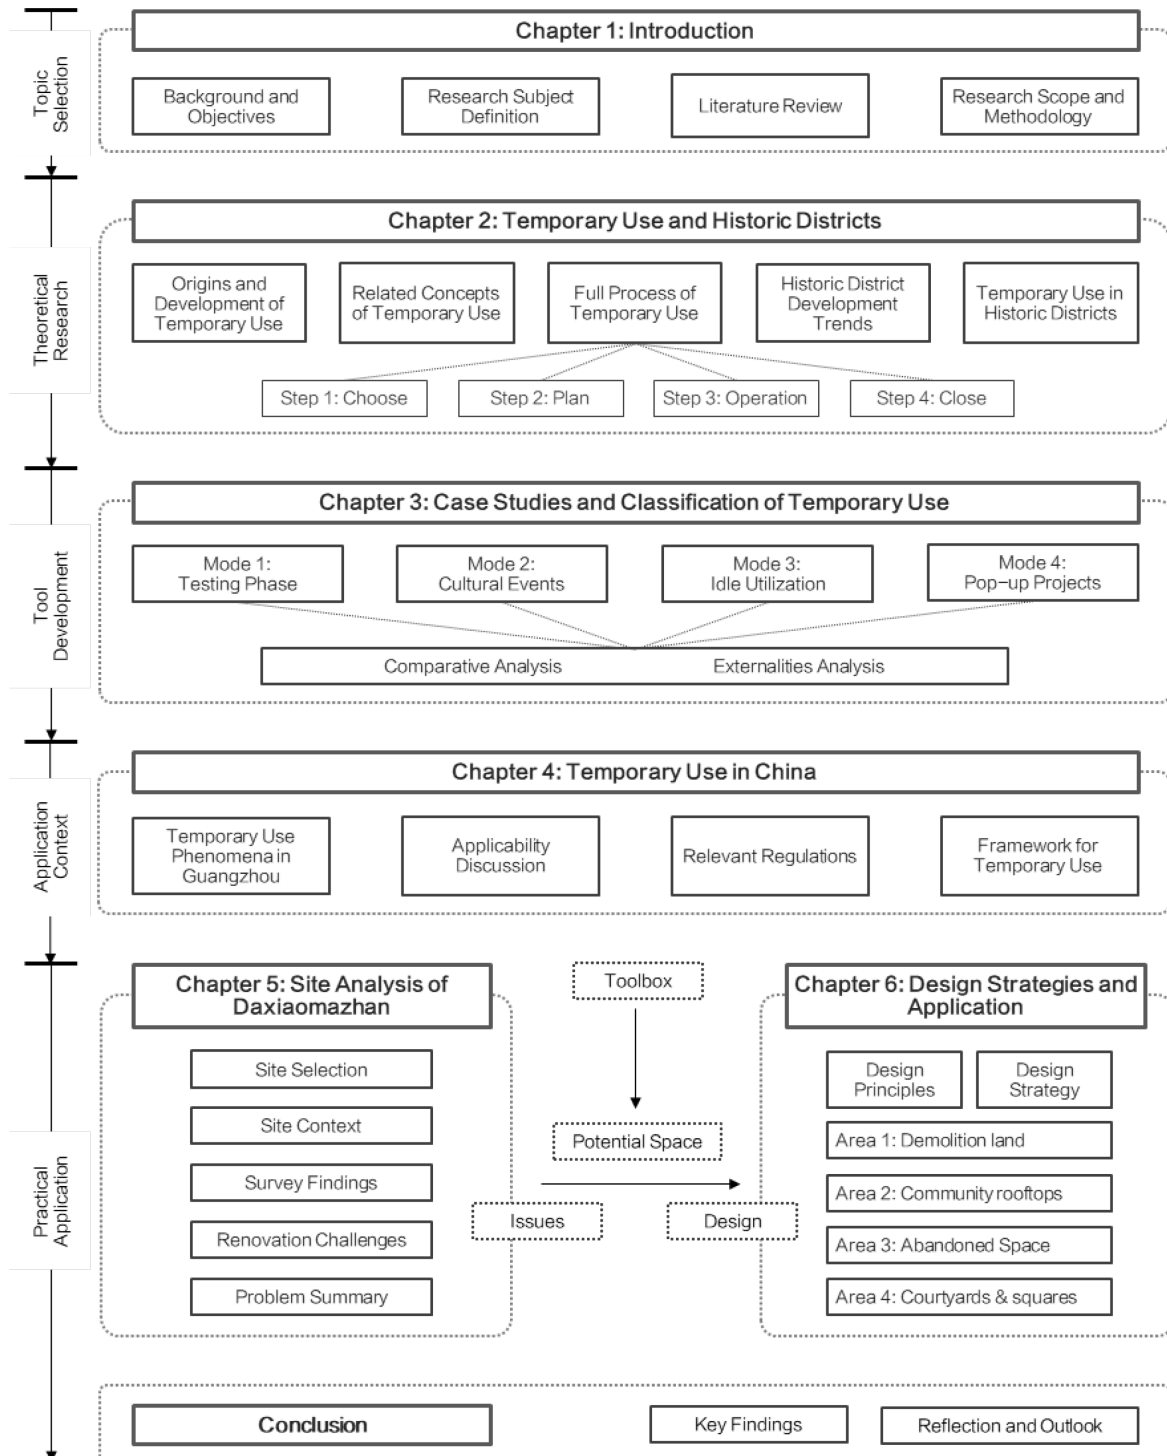 Topic
Selection
Chapter 1: Introduction
Background and
Objectives
Research Subject
Definition
Literature Review
Research Scope and
Methodology
Theoretical
Research
Chapter 2: Temporary Use and Historic Districts
Origins and
Development of
Temporary Use
Related Concepts
of Temporary Use
Full Process of
Temporary Use
Historic District
Development
Trends
Temporary Use in
Historic Districts
Step 1: Choose
Step 2: Plan
Step 3: Operation
Step 4: Close
Tool
Development
Chapter 3: Case Studies and Classification of Temporary Use
Mode 1:
Testing Phase
Mode 2:
Cultural Events
Mode 3:
Idle Utilization
Mode 4:
Pop-up Projects
Comparative Analysis
Externalities Analysis
Application
Context
Chapter 4: Temporary Use in China
Temporary Use
Phenomena in
Guangzhou
Applicability
Discussion
Relevant Regulations
Framework for
Temporary Use
Practical
Application
Chapter 5: Site Analysis of
Daxiaomazhan
Site Selection
Site Context
Survey Findings
Renovation Challenges
Problem Summary
Toolbox
Potential Space
Issues
Design
Chapter 6: Design Strategies and
Application
Design
Principles
Design
Strategy
Area 1: Demolition land
Area 2: Community rooftops
Area 3: Abandoned Space
Area 4: Courtyards & squares
Conclusion
Key Findings
Reflection and Outlook